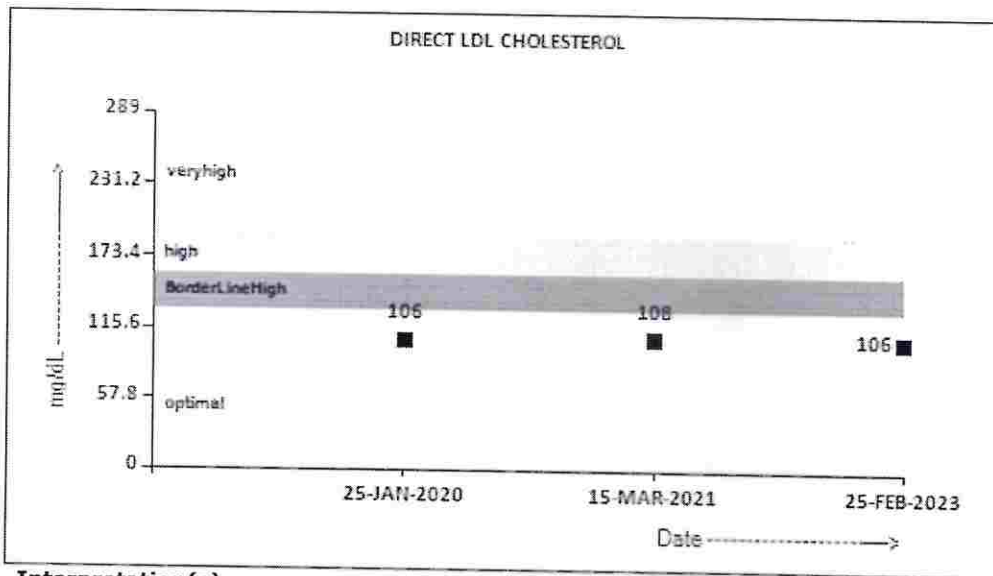 DIRECT LDL CHOLESTEROL
289
231.2
veryhigh
173.4
high
BorderLineHigh
115.6
106
108
106
57.8
optimal
0
mg/dL
25-JAN-2020
15-MAR-2021
25-FEB-2023
Date